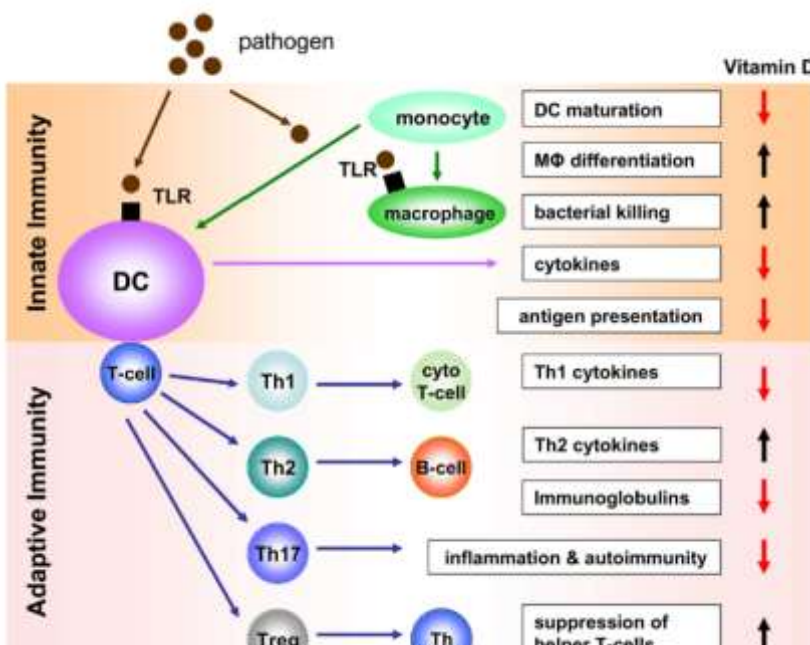 pathogen
Vitamin D
Innate Immunity
monocyte
DC maturation
TLR
MΦ differentiation
TLR
macrophage
bacterial killing
DC
cytokines
antigen presentation
Adaptive Immunity
T-cell
Th1
cyto
T-cell
Th1 cytokines
Th2
B-cell
Th2 cytokines
Immunoglobulins
Th17
inflammation & autoimmunity
Treg
Th
suppression of
helper T-cells